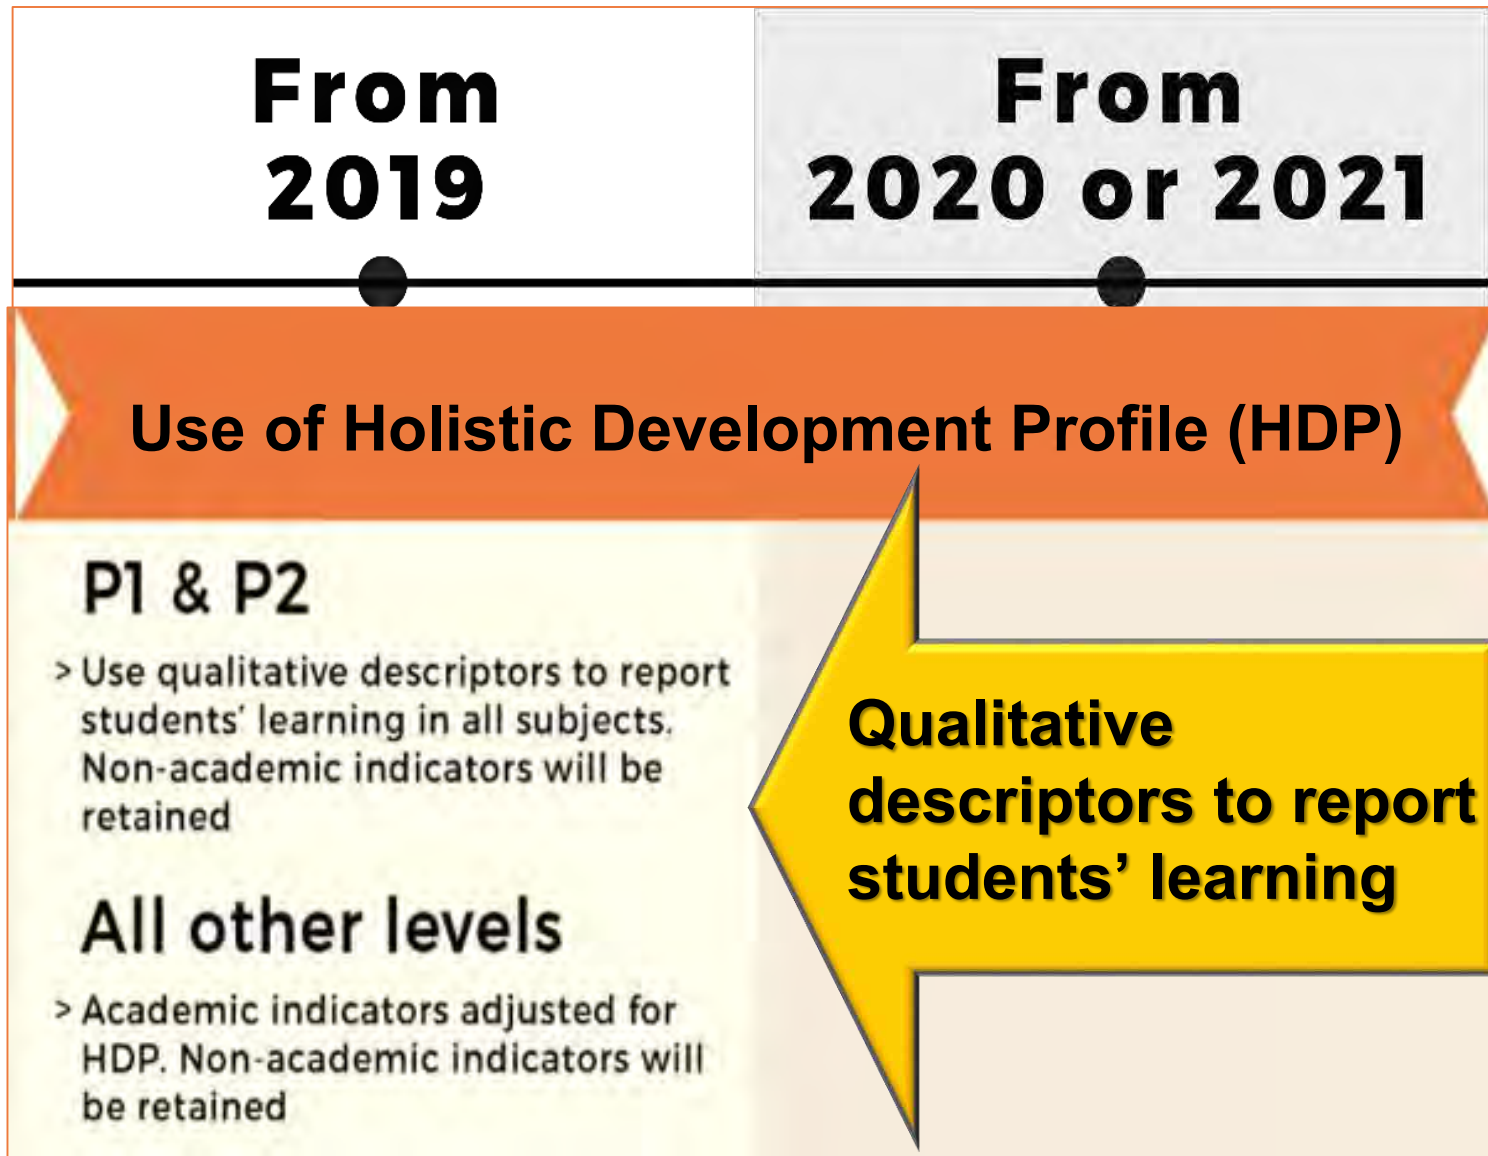 From
2019
From
2020 or 2021
Use of Holistic Development Profile (HDP)
P1 & P2
> Use qualitative descriptors to report
students' learning in all subjects.
Non-academic indicators will be
retained
All other levels
> Academic indicators adjusted for
HDP. Non-academic indicators will
be retained
Qualitative
descriptors to report
students’ learning